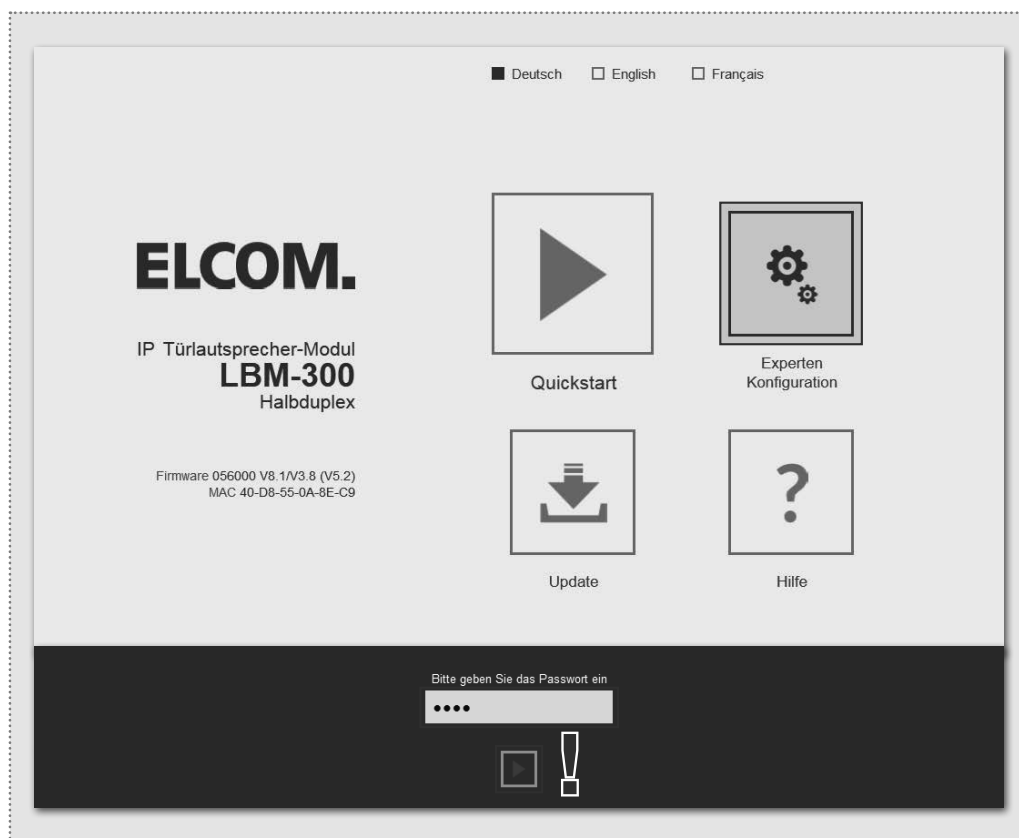 Deutsch English Français
ELCOM.
IP Türlautsprecher-Modul
LBM-300
Halbduplex
Firmware 056000 V8.1/V3.8 (V5.2)
MAC 40-D8-55-0A-8E-C9
Quickstart
Experten
Konfiguration
Update
?
Hilfe
Bitte geben Sie das Passwort ein
••••
!